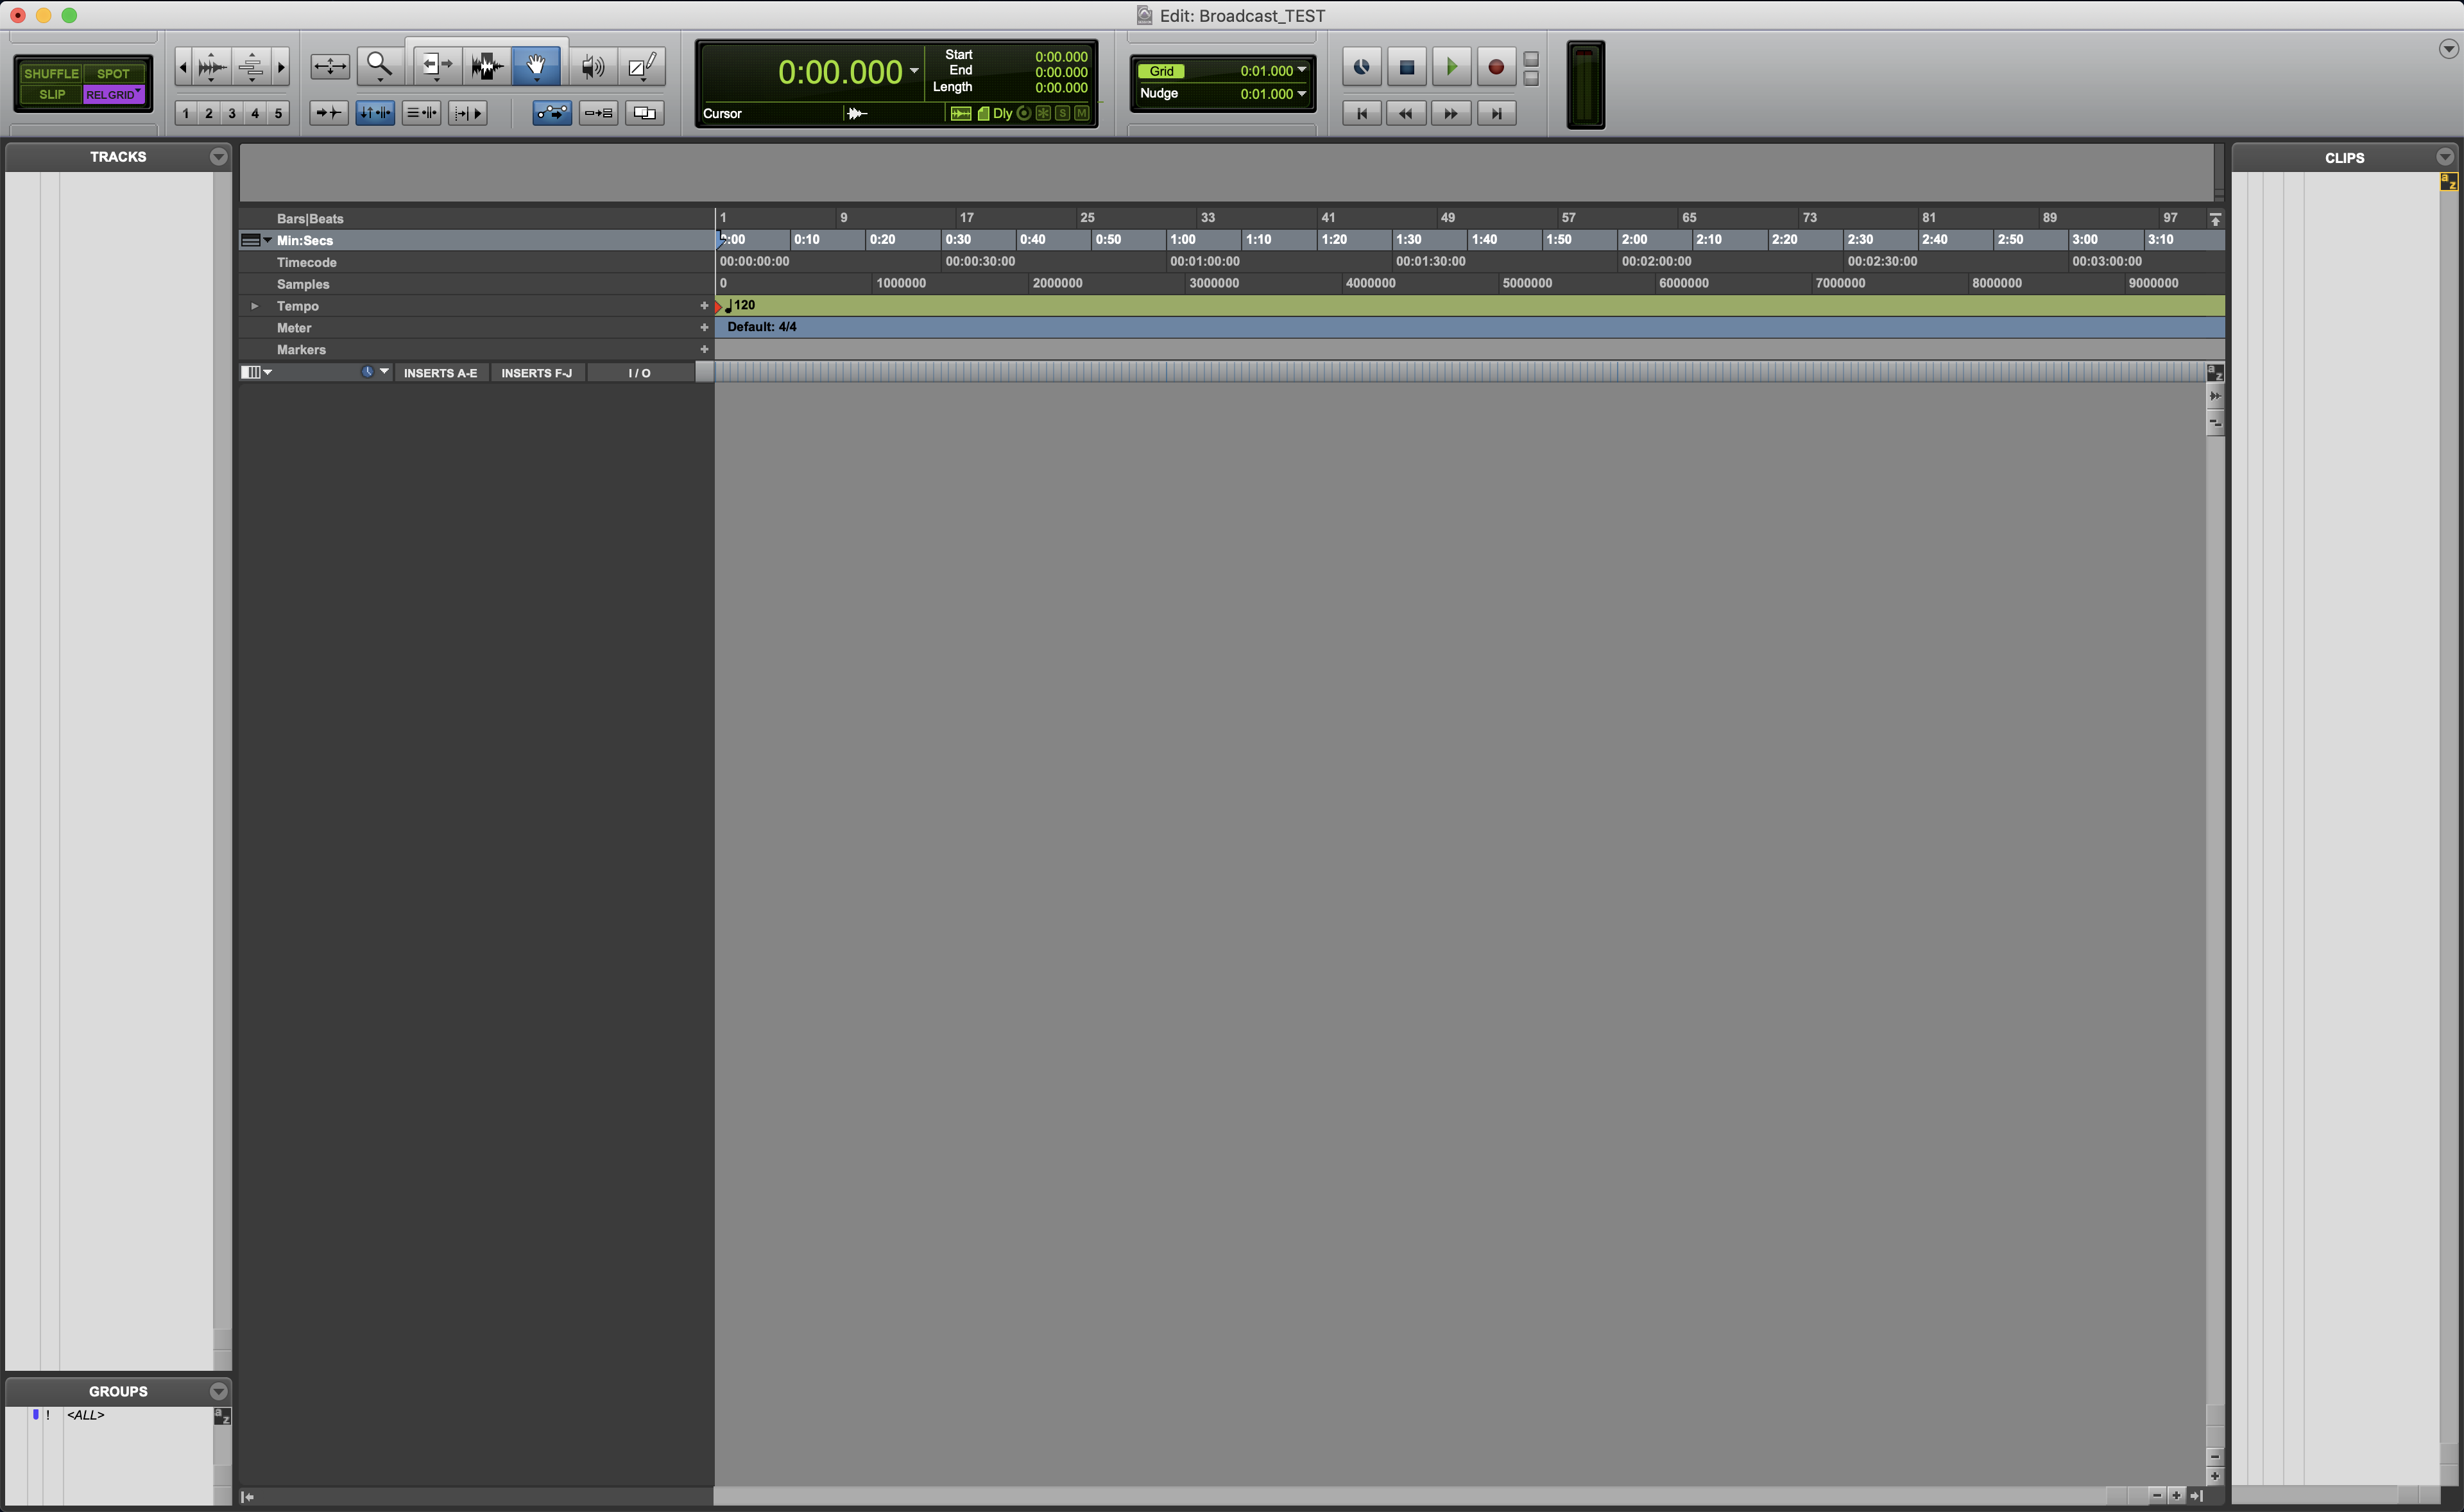 Edit: Broadcast_TEST
SHUFFLE SPOT
SLIP REL GRID
1 2 3 4 5
0:00.000
Start 0:00.000
End 0:00.000
Length 0:00.000
Cursor
Dly S M
Grid 0:01.000
Nudge 0:01.000
TRACKS
CLIPS
a z
Bars|Beats 1 9 17 25 33 41 49 57 65 73 81 89 97
Min:Secs 0:00 0:10 0:20 0:30 0:40 0:50 1:00 1:10 1:20 1:30 1:40 1:50 2:00 2:10 2:20 2:30 2:40 2:50 3:00 3:10
Timecode 00:00:00:00 00:00:30:00 00:01:00:00 00:01:30:00 00:02:00:00 00:02:30:00 00:03:00:00
Samples 0 1000000 2000000 3000000 4000000 5000000 6000000 7000000 8000000 9000000
Tempo + 120
Meter + Default: 4/4
Markers +
INSERTS A-E INSERTS F-J I / O
a z
GROUPS
! <ALL>
a z